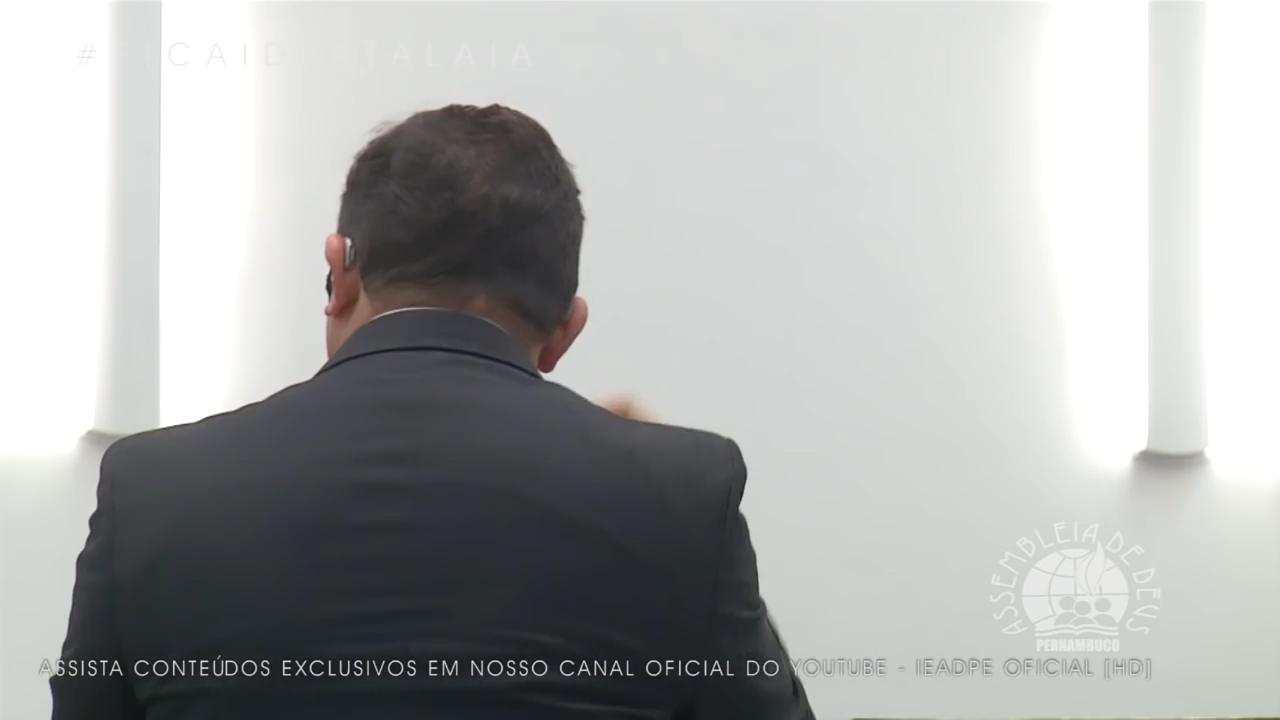 ASSEMBLEIA DE DEUS
PERNAMBUCO
ASSISTA CONTEÚDOS EXCLUSIVOS EM NOSSO CANAL OFICIAL DO YOUTUBE - IEADPE OFICIAL [HD]